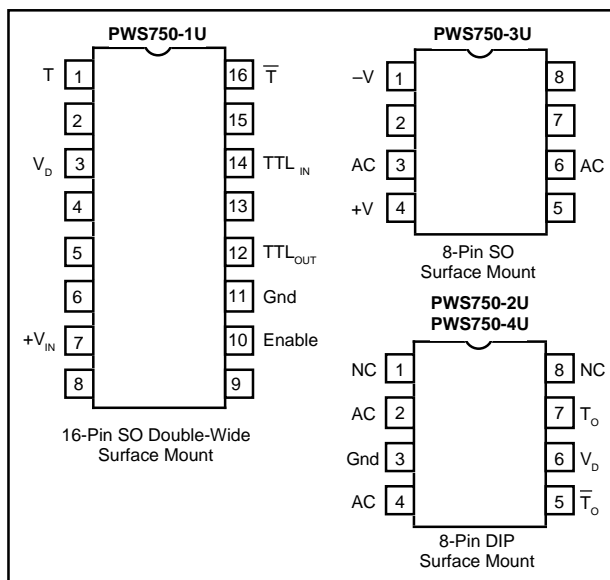 PWS750-1U
T 1 16 T̅
2 15
V_D 3 14 TTL_IN
4 13
5 12 TTL_OUT
6 11 Gnd
+V_IN 7 10 Enable
8 9
16-Pin SO Double-Wide
Surface Mount
PWS750-3U
–V 1 8
2 7
AC 3 6 AC
+V 4 5
8-Pin SO
Surface Mount
PWS750-2U
PWS750-4U
NC 1 8 NC
AC 2 7 T_O
Gnd 3 6 V_D
AC 4 5 T̅_O
8-Pin DIP
Surface Mount